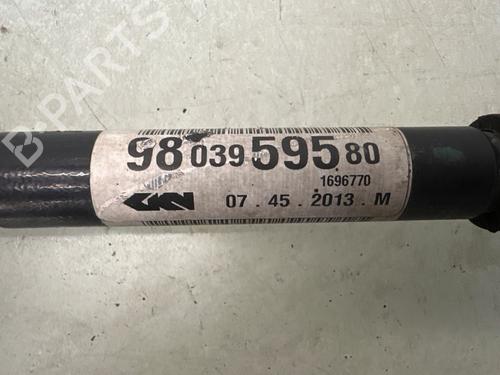 B-PARTS
98 039 595 80
1696770
GKN 07 . 45 . 2013 . M